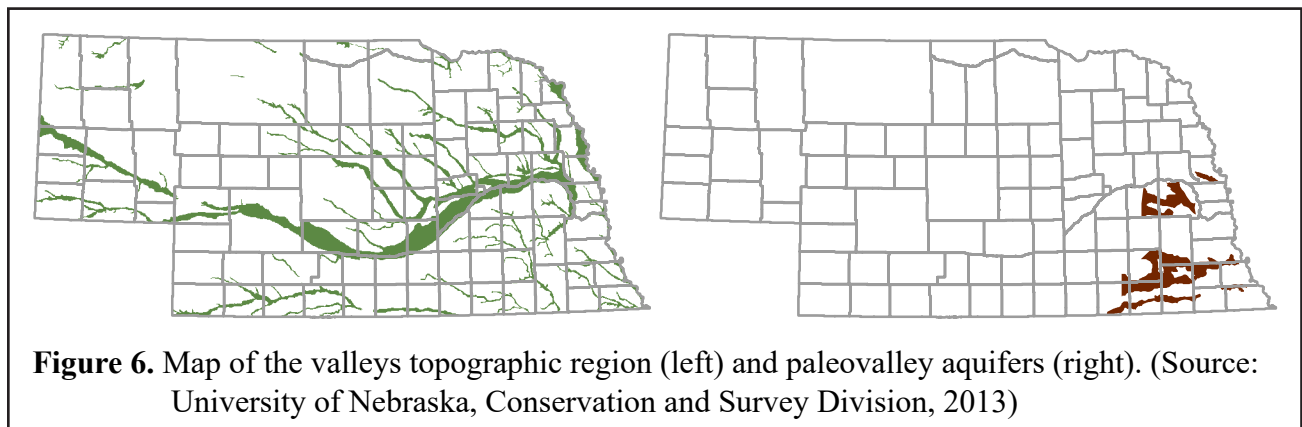 Figure 6. Map of the valleys topographic region (left) and paleovalley aquifers (right). (Source:
University of Nebraska, Conservation and Survey Division, 2013)